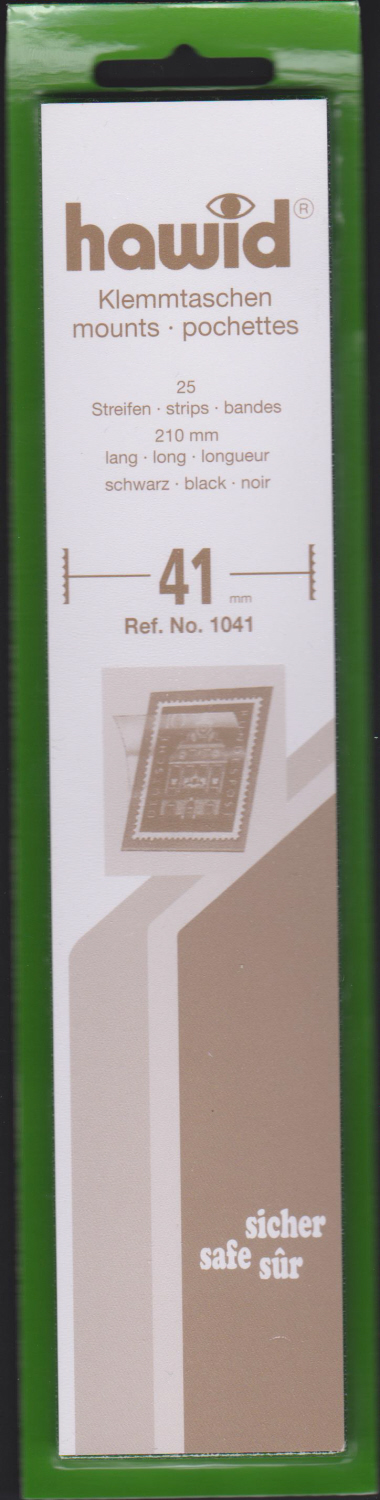 hawid®
Klemmtaschen
mounts · pochettes
25
Streifen · strips · bandes
210 mm
lang · long · longueur
schwarz · black · noir
41 mm
Ref. No. 1041
sicher
safe sûr